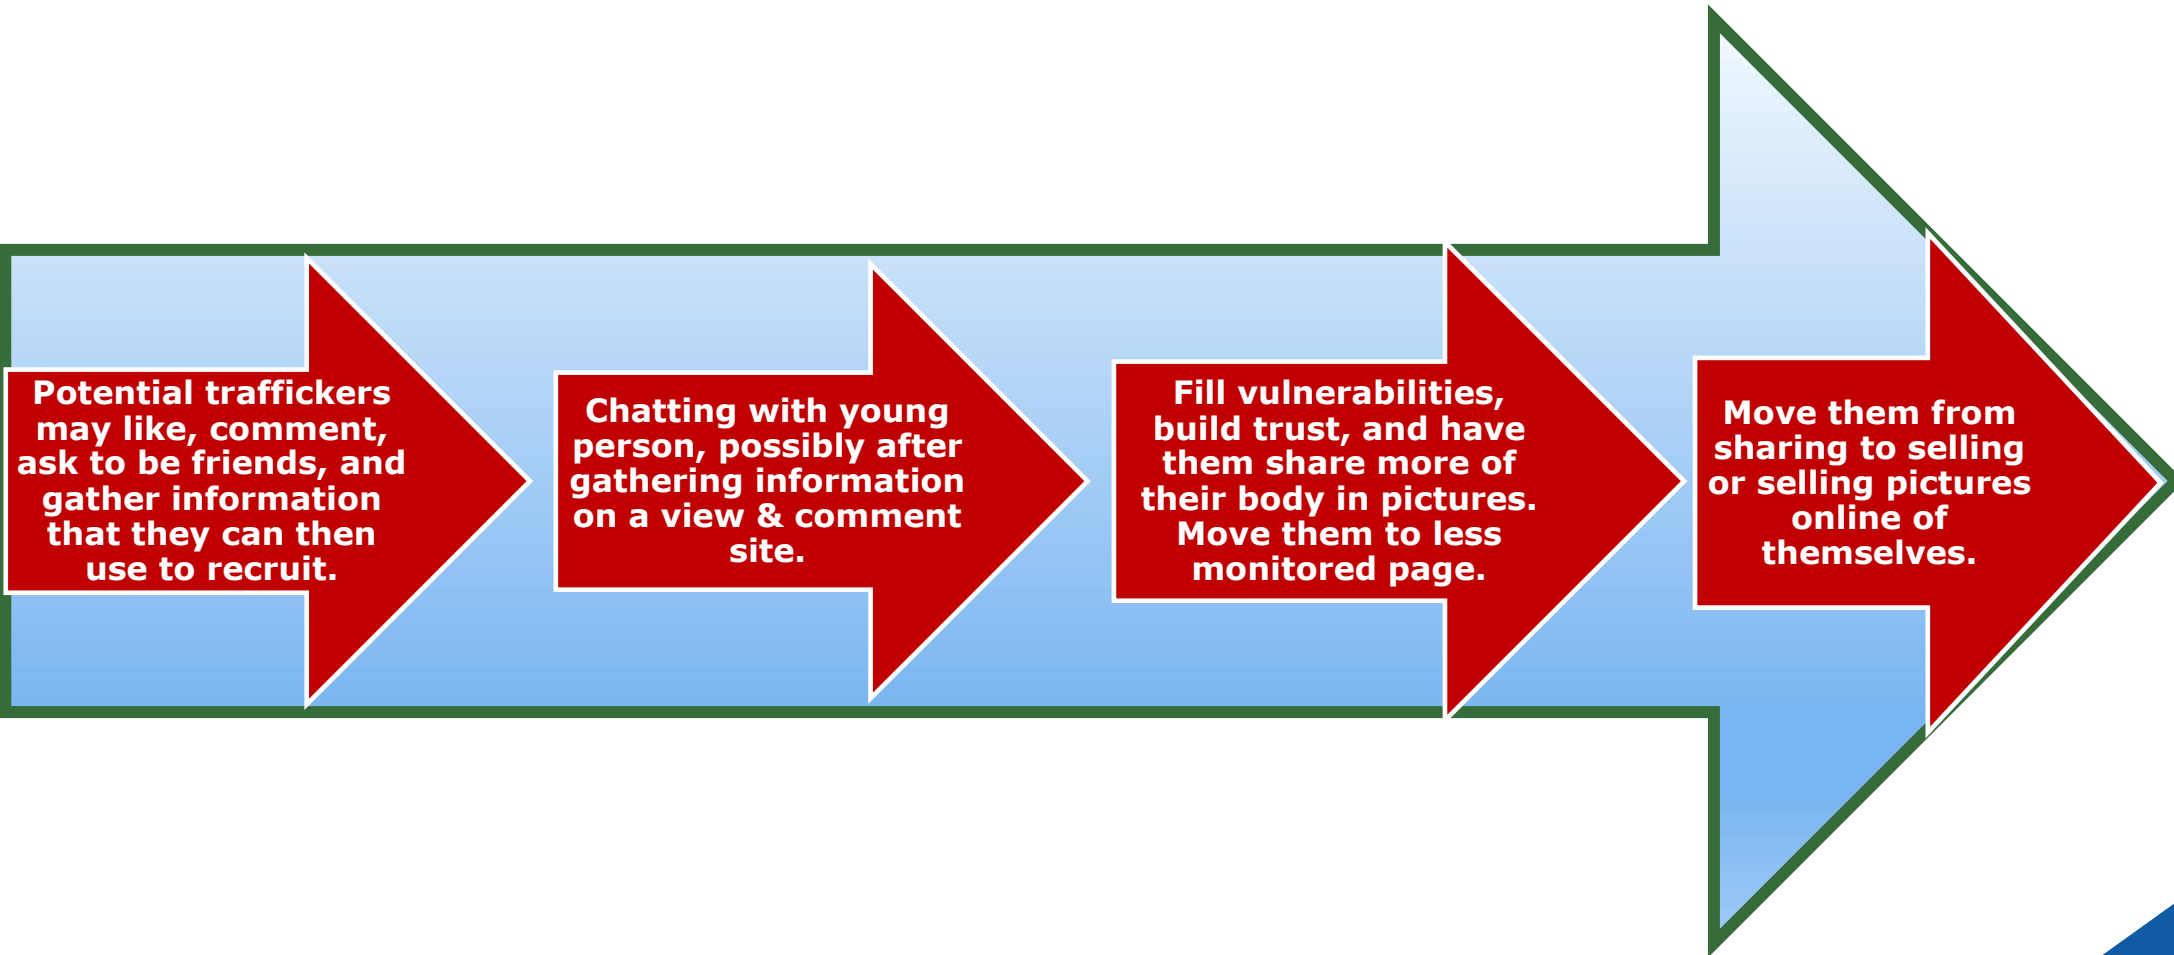 Potential traffickers
may like, comment,
ask to be friends, and
gather information
that they can then
use to recruit.
Chatting with young
person, possibly after
gathering information
on a view & comment
site.
Fill vulnerabilities,
build trust, and have
them share more of
their body in pictures.
Move them to less
monitored page.
Move them from
sharing to selling
or selling pictures
online of
themselves.